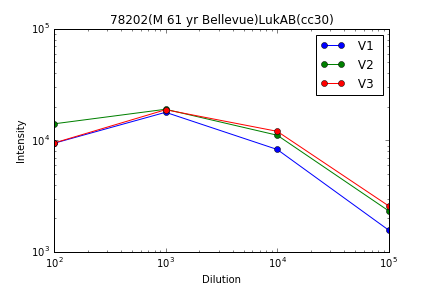 78202(M 61 yr Bellevue)LukAB(cc30)
10^5
10^4
10^3
Intensity
V1
V2
V3
10^2 10^3 10^4 10^5
Dilution